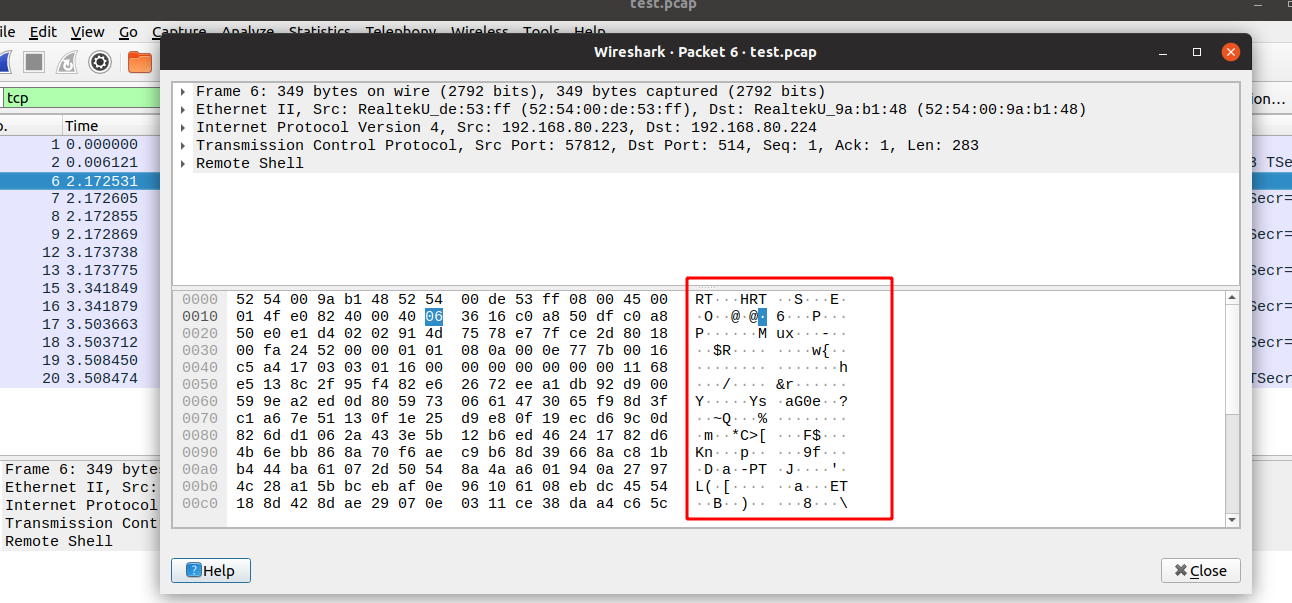 test.pcap
ile Edit View Go Capture Analyze Statistics Telephony Wireless Tools Help
Wireshark · Packet 6 · test.pcap
tcp
ion…
Frame 6: 349 bytes on wire (2792 bits), 349 bytes captured (2792 bits)
Ethernet II, Src: RealtekU_de:53:ff (52:54:00:de:53:ff), Dst: RealtekU_9a:b1:48 (52:54:00:9a:b1:48)
Internet Protocol Version 4, Src: 192.168.80.223, Dst: 192.168.80.224
Transmission Control Protocol, Src Port: 57812, Dst Port: 514, Seq: 1, Ack: 1, Len: 283
Remote Shell
o. Time
1 0.000000
2 0.006121
6 2.172531
7 2.172605
8 2.172855
9 2.172869
12 3.173738
13 3.173775
15 3.341849
16 3.341879
17 3.503663
18 3.503712
19 3.508450
20 3.508474
3 TSe
Secr=
Secr=
Secr=
Secr=
Secr=
TSecr
0000 52 54 00 9a b1 48 52 54 00 de 53 ff 08 00 45 00 RT···HRT ··S···E·
0010 01 4f e0 82 40 00 40 06 36 16 c0 a8 50 df c0 a8 ·O··@·@· 6···P···
0020 50 e0 e1 d4 02 02 91 4d 75 78 e7 7f ce 2d 80 18 P······M ux···-··
0030 00 fa 24 52 00 00 01 01 08 0a 00 0e 77 7b 00 16 ··$R···· ····w{··
0040 c5 a4 17 03 03 01 16 00 00 00 00 00 00 00 11 68 ········ ·······h
0050 e5 13 8c 2f 95 f4 82 e6 26 72 ee a1 db 92 d9 00 ···/···· &r······
0060 59 9e a2 ed 0d 80 59 73 06 61 47 30 65 f9 8d 3f Y·····Ys ·aG0e··?
0070 c1 a6 7e 51 13 0f 1e 25 d9 e8 0f 19 ec d6 9c 0d ··~Q···% ········
0080 82 6d d1 06 2a 43 3e 5b 12 b6 ed 46 24 17 82 d6 ·m··*C>[ ···F$···
0090 4b 6e bb 86 8a 70 f6 ae c9 b6 8d 39 66 8a c8 1b Kn···p·· ···9f···
00a0 b4 44 ba 61 07 2d 50 54 8a 4a a6 01 94 0a 27 97 ·D·a·-PT ·J····'·
00b0 4c 28 a1 5b bc eb af 0e 96 10 61 08 eb dc 45 54 L(·[···· ··a···ET
00c0 18 8d 42 8d ae 29 07 0e 03 11 ce 38 da a4 c6 5c ··B··)·· ···8···\
Frame 6: 349 byte
Ethernet II, Src:
Internet Protocol
Transmission Cont
Remote Shell
Help
Close